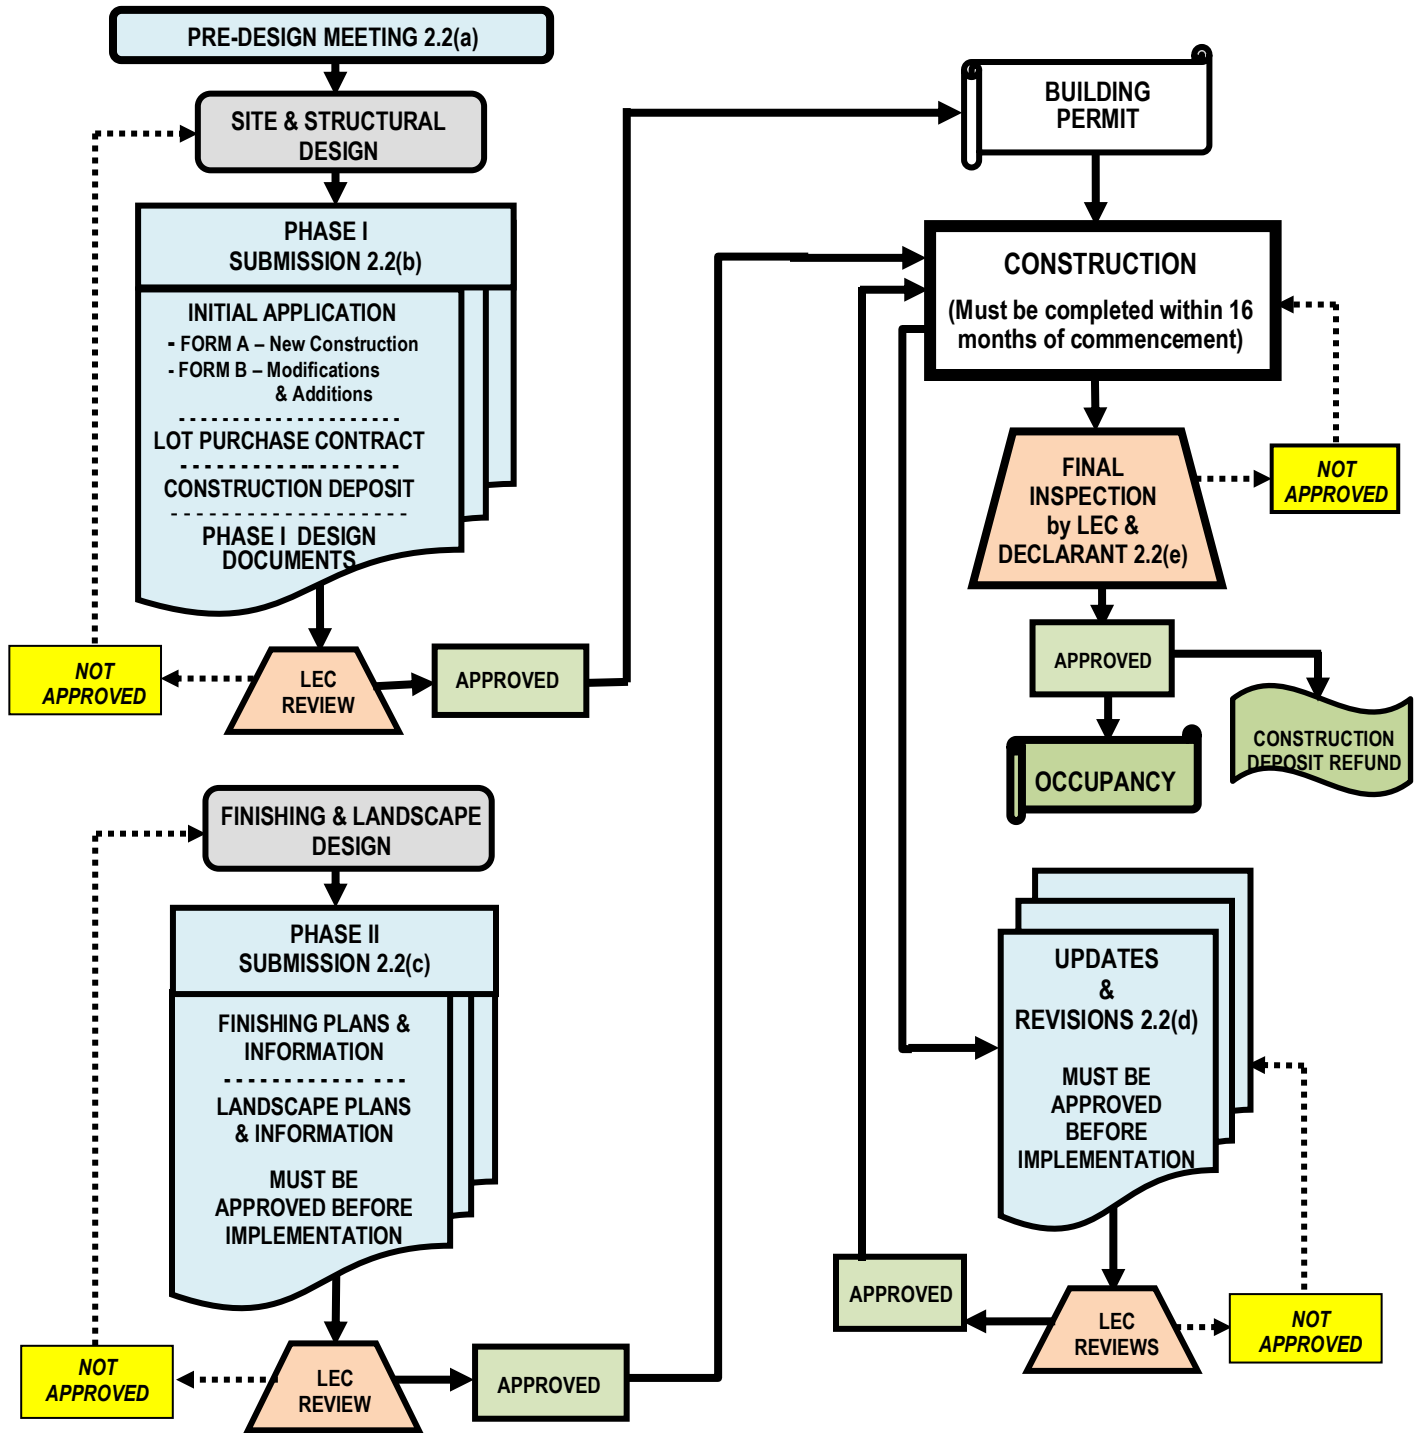 PRE-DESIGN MEETING 2.2(a)
SITE & STRUCTURAL
DESIGN
PHASE I
SUBMISSION 2.2(b)
INITIAL APPLICATION
- FORM A – New Construction
- FORM B – Modifications
& Additions
LOT PURCHASE CONTRACT
CONSTRUCTION DEPOSIT
PHASE I DESIGN
DOCUMENTS
NOT
APPROVED
LEC
REVIEW
APPROVED
FINISHING & LANDSCAPE
DESIGN
PHASE II
SUBMISSION 2.2(c)
FINISHING PLANS &
INFORMATION
LANDSCAPE PLANS
& INFORMATION
MUST BE
APPROVED BEFORE
IMPLEMENTATION
NOT
APPROVED
LEC
REVIEW
APPROVED
BUILDING
PERMIT
CONSTRUCTION
(Must be completed within 16
months of commencement)
FINAL
INSPECTION
by LEC &
DECLARANT 2.2(e)
NOT
APPROVED
APPROVED
CONSTRUCTION
DEPOSIT REFUND
OCCUPANCY
UPDATES
&
REVISIONS 2.2(d)
MUST BE
APPROVED
BEFORE
IMPLEMENTATION
APPROVED
LEC
REVIEWS
NOT
APPROVED